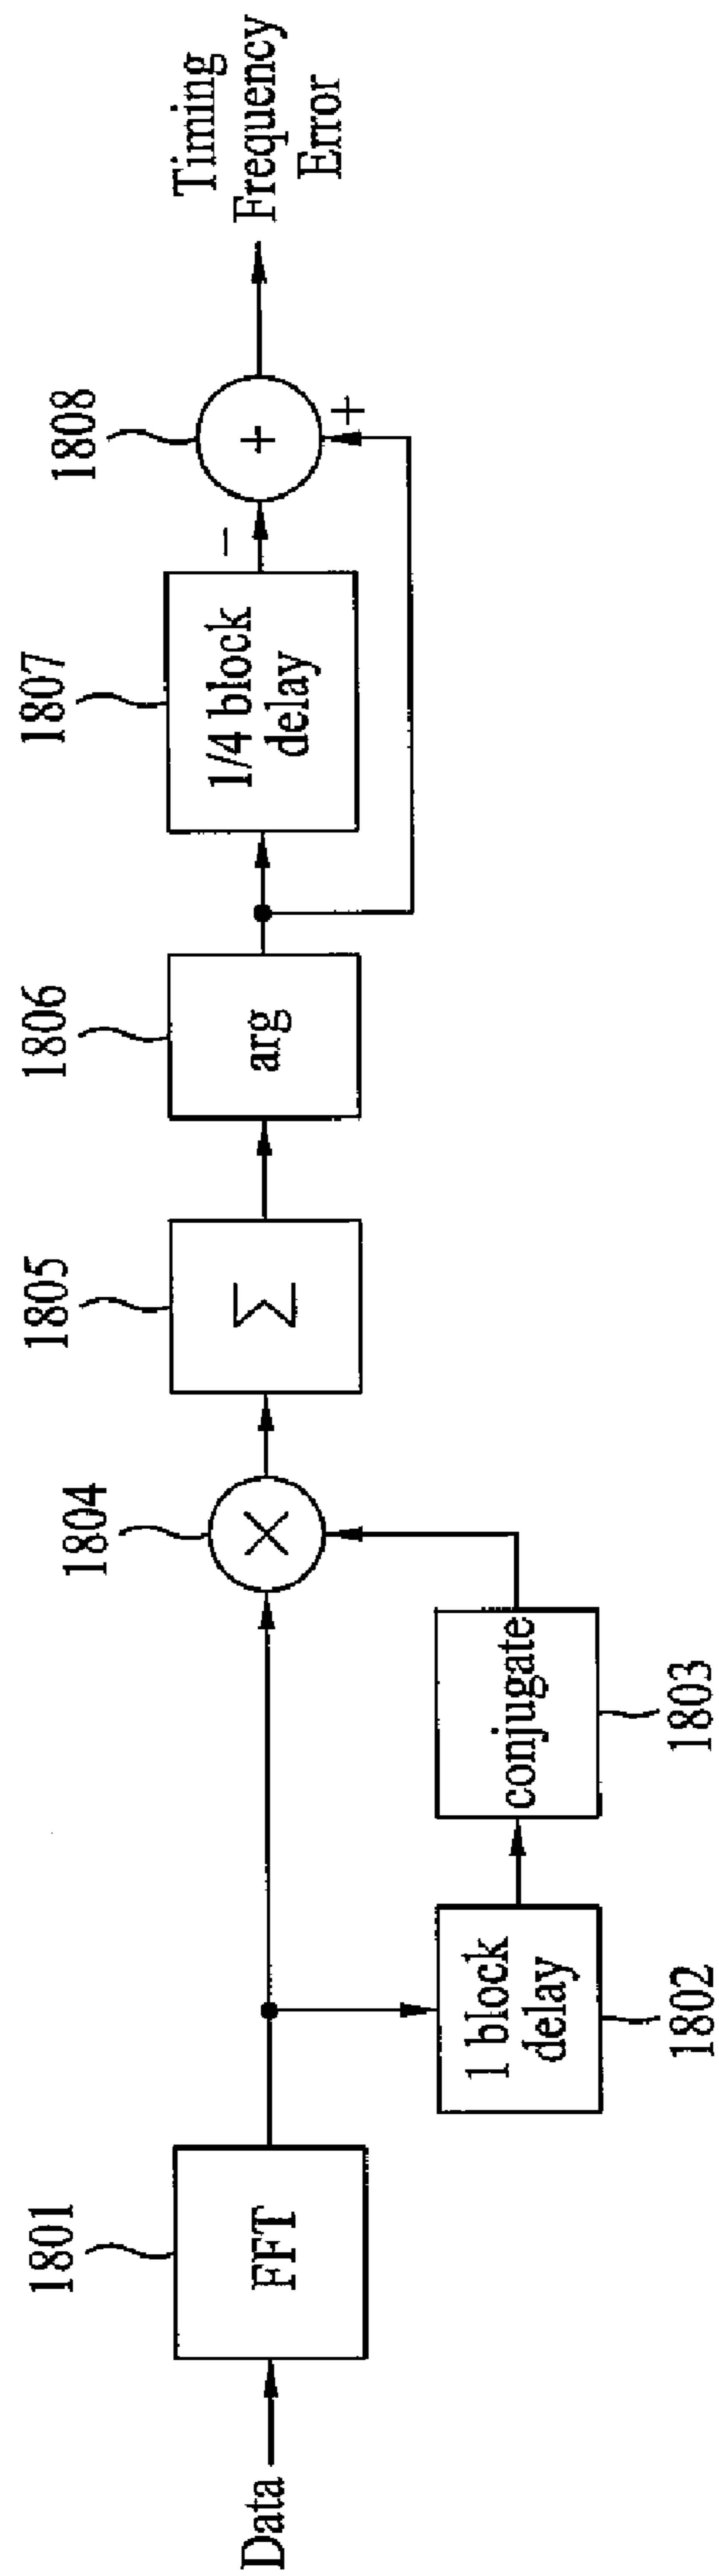 Data
1801
FFT
1 block
delay
1802
conjugate
1803
1804
×
1805
Σ
1806
arg
1807
1/4 block
delay
−
1808
+
+
Timing
Frequency
Error